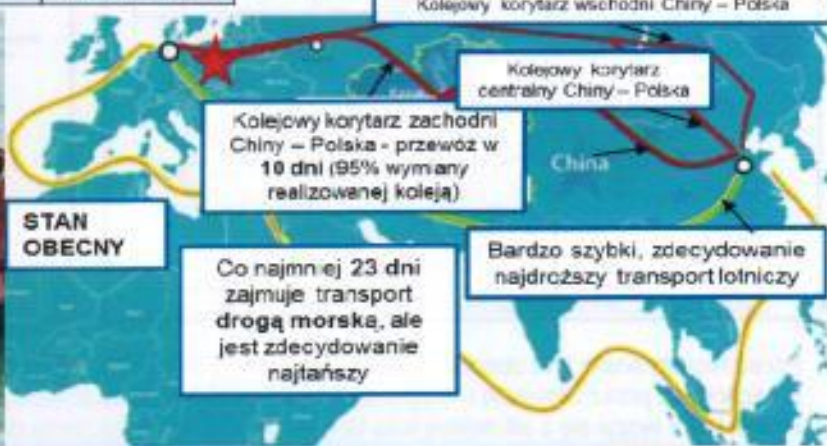 Kolejowy korytarz wschodni Chiny – Polska
Kolejowy korytarz
centralny Chiny – Polska
Kolejowy korytarz zachodni
Chiny – Polska - przewóz w
10 dni (95% wymiany
realizowanej koleją)
China
STAN
OBECNY
Bardzo szybki, zdecydowanie
najdroższy transport lotniczy
Co najmniej 23 dni
zajmuje transport
drogą morską, ale
jest zdecydowanie
najtańszy